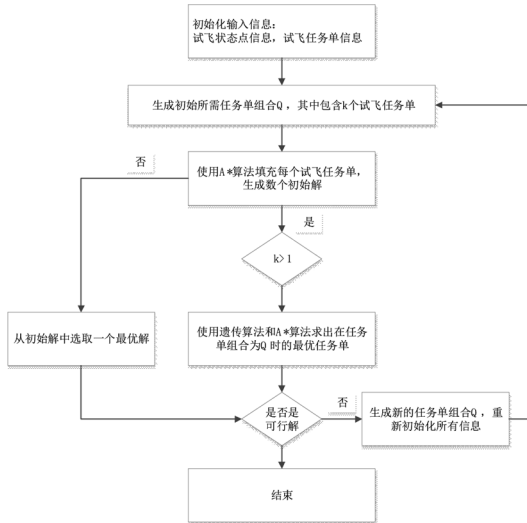 初始化输入信息:
试飞状态点信息，试飞任务单信息
生成初始所需任务单组合Q，其中包含k个试飞任务单
否
使用A*算法填充每个试飞任务单，
生成数个初始解
是
k>1
从初始解中选取一个最优解
使用遗传算法和A*算法求出在任务
单组合为Q 时的最优任务单
是否是
可行解
否
生成新的任务单组合Q，重
新初始化所有信息
结束